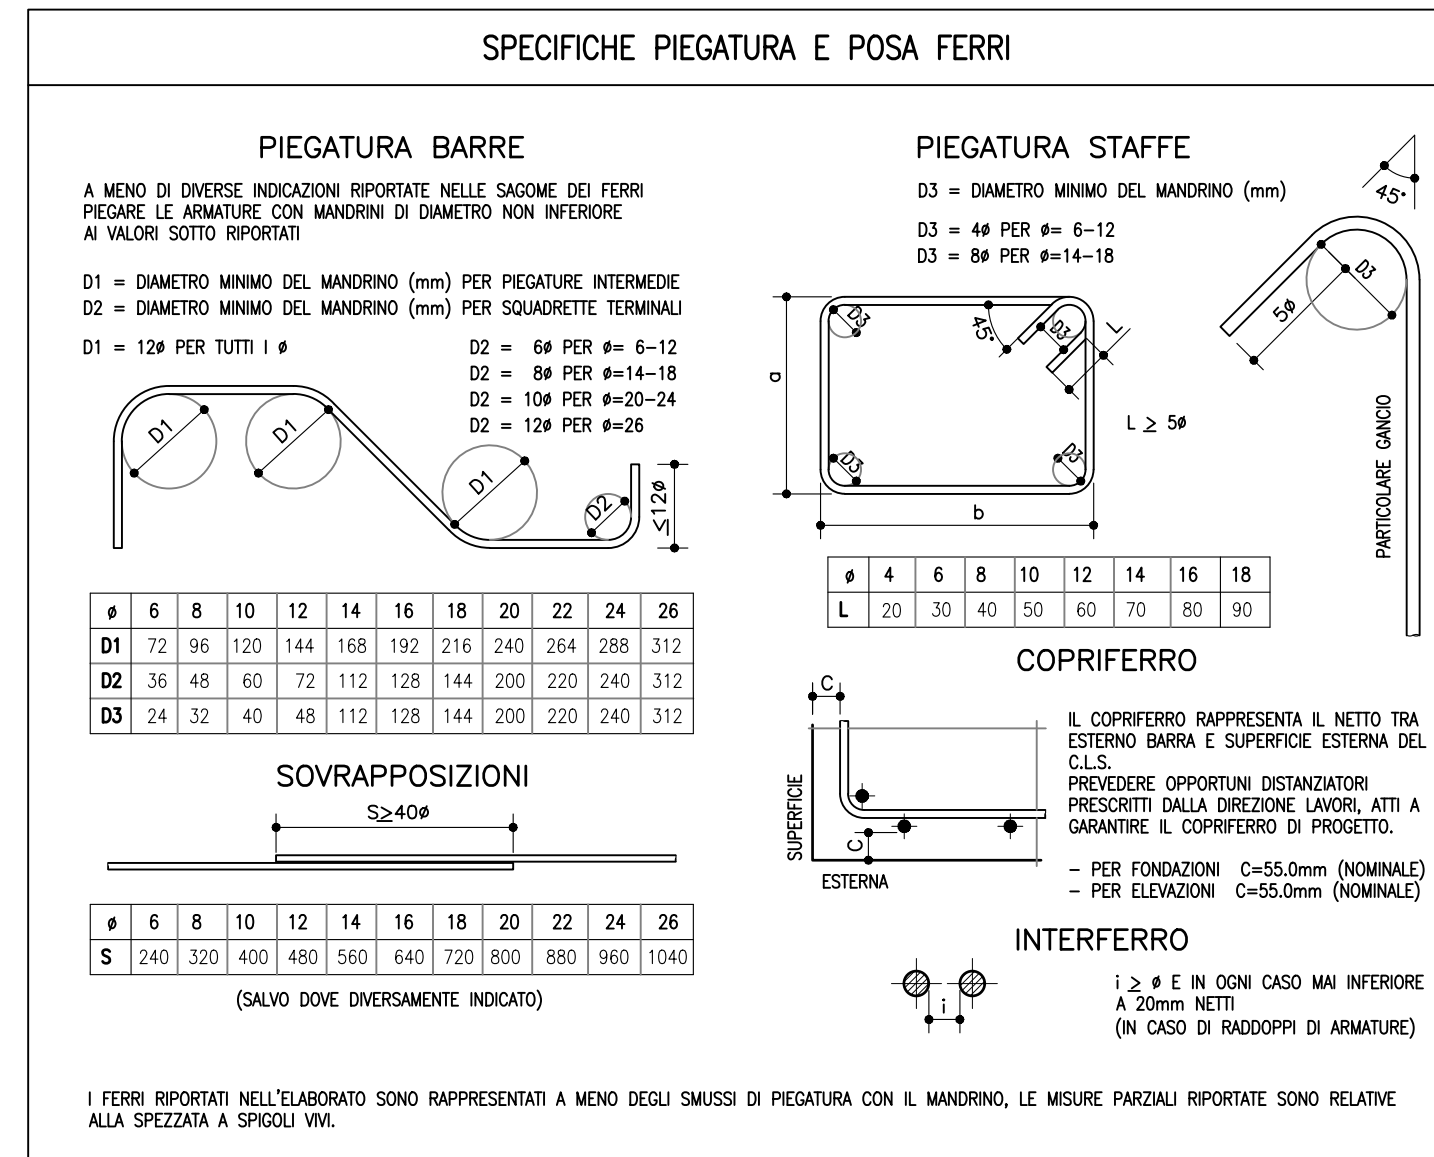 SPECIFICHE PIEGATURA E POSA FERRI
PIEGATURA BARRE
A MENO DI DIVERSE INDICAZIONI RIPORTATE NELLE SAGOME DEI FERRI
PIEGARE LE ARMATURE CON MANDRINI DI DIAMETRO NON INFERIORE
AI VALORI SOTTO RIPORTATI
D1 = DIAMETRO MINIMO DEL MANDRINO (mm) PER PIEGATURE INTERMEDIE
D2 = DIAMETRO MINIMO DEL MANDRINO (mm) PER SQUADRETTE TERMINALI
D1 = 12ø PER TUTTI I ø
D2 = 6ø PER ø= 6-12
D2 = 8ø PER ø=14-18
D2 = 10ø PER ø=20-24
D2 = 12ø PER ø=26
D1
D1
D1
D2
≤12ø
ø 6 8 10 12 14 16 18 20 22 24 26
D1 72 96 120 144 168 192 216 240 264 288 312
D2 36 48 60 72 112 128 144 200 220 240 312
D3 24 32 40 48 112 128 144 200 220 240 312
SOVRAPPOSIZIONI
S≥40ø
ø 6 8 10 12 14 16 18 20 22 24 26
S 240 320 400 480 560 640 720 800 880 960 1040
(SALVO DOVE DIVERSAMENTE INDICATO)
PIEGATURA STAFFE
D3 = DIAMETRO MINIMO DEL MANDRINO (mm)
D3 = 4ø PER ø= 6-12
D3 = 8ø PER ø=14-18
45°
D3
5ø
PARTICOLARE GANCIO
D3
45°
D3
L
a
L ≥ 5ø
D3
D3
b
ø 4 6 8 10 12 14 16 18
L 20 30 40 50 60 70 80 90
COPRIFERRO
C
SUPERFICIE
C
ESTERNA
IL COPRIFERRO RAPPRESENTA IL NETTO TRA
ESTERNO BARRA E SUPERFICIE ESTERNA DEL
C.L.S.
PREVEDERE OPPORTUNI DISTANZIATORI
PRESCRITTI DALLA DIREZIONE LAVORI, ATTI A
GARANTIRE IL COPRIFERRO DI PROGETTO.
- PER FONDAZIONI C=55.0mm (NOMINALE)
- PER ELEVAZIONI C=55.0mm (NOMINALE)
INTERFERRO
i
i ≥ ø E IN OGNI CASO MAI INFERIORE
A 20mm NETTI
(IN CASO DI RADDOPPI DI ARMATURE)
I FERRI RIPORTATI NELL'ELABORATO SONO RAPPRESENTATI A MENO DEGLI SMUSSI DI PIEGATURA CON IL MANDRINO, LE MISURE PARZIALI RIPORTATE SONO RELATIVE
ALLA SPEZZATA A SPIGOLI VIVI.